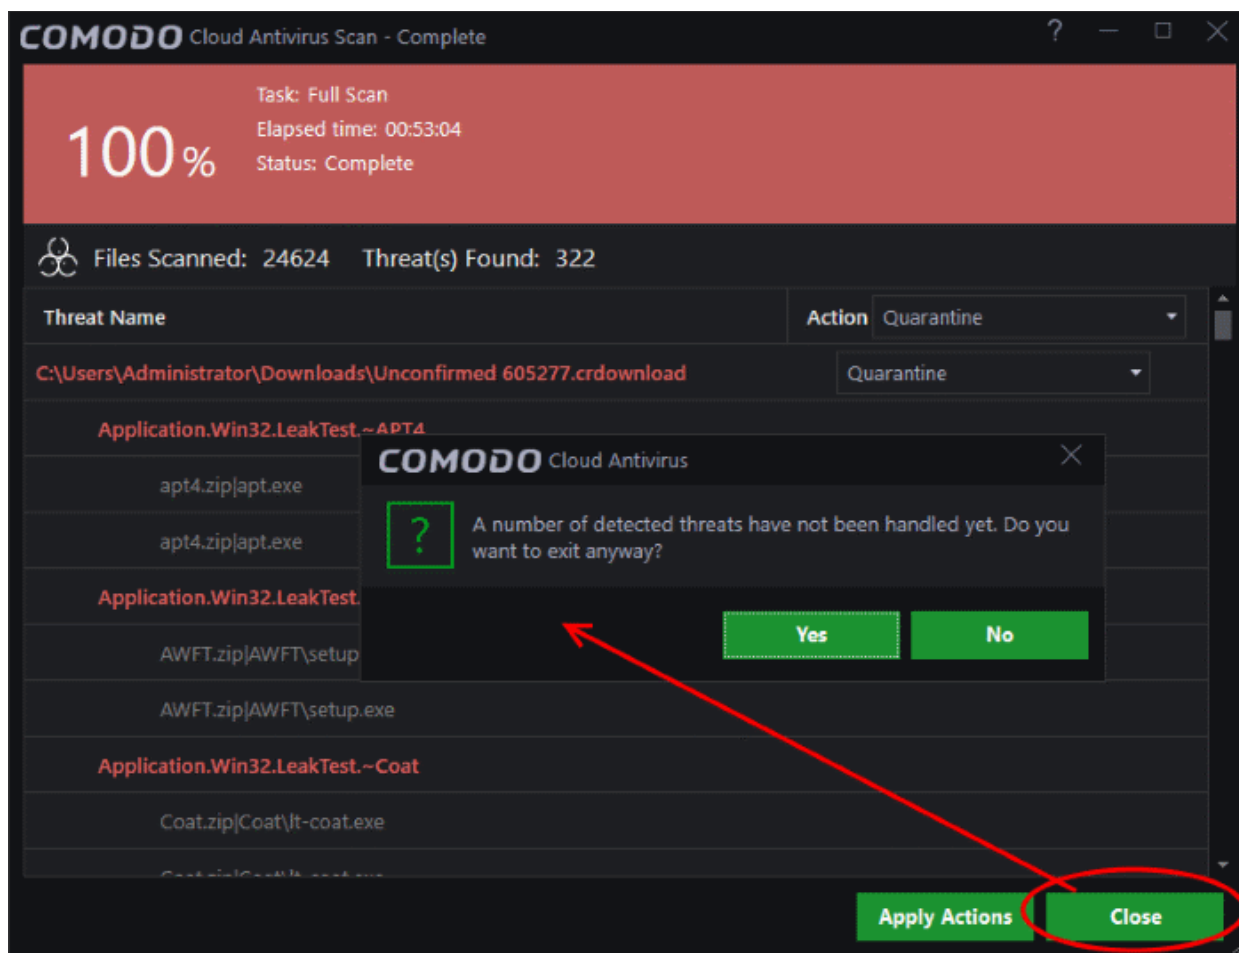 COMODO Cloud Antivirus Scan - Complete
?
100 %
Task: Full Scan
Elapsed time: 00:53:04
Status: Complete
Files Scanned: 24624 Threat(s) Found: 322
Threat Name
Action Quarantine
C:\Users\Administrator\Downloads\Unconfirmed 605277.crdownload
Quarantine
Application.Win32.LeakTest.~APT4
apt4.zip|apt.exe
apt4.zip|apt.exe
Application.Win32.LeakTest.
AWFT.zip|AWFT\setup
AWFT.zip|AWFT\setup.exe
Application.Win32.LeakTest.~Coat
Coat.zip|Coat\lt-coat.exe
COMODO Cloud Antivirus
?
A number of detected threats have not been handled yet. Do you
want to exit anyway?
Yes
No
Apply Actions
Close